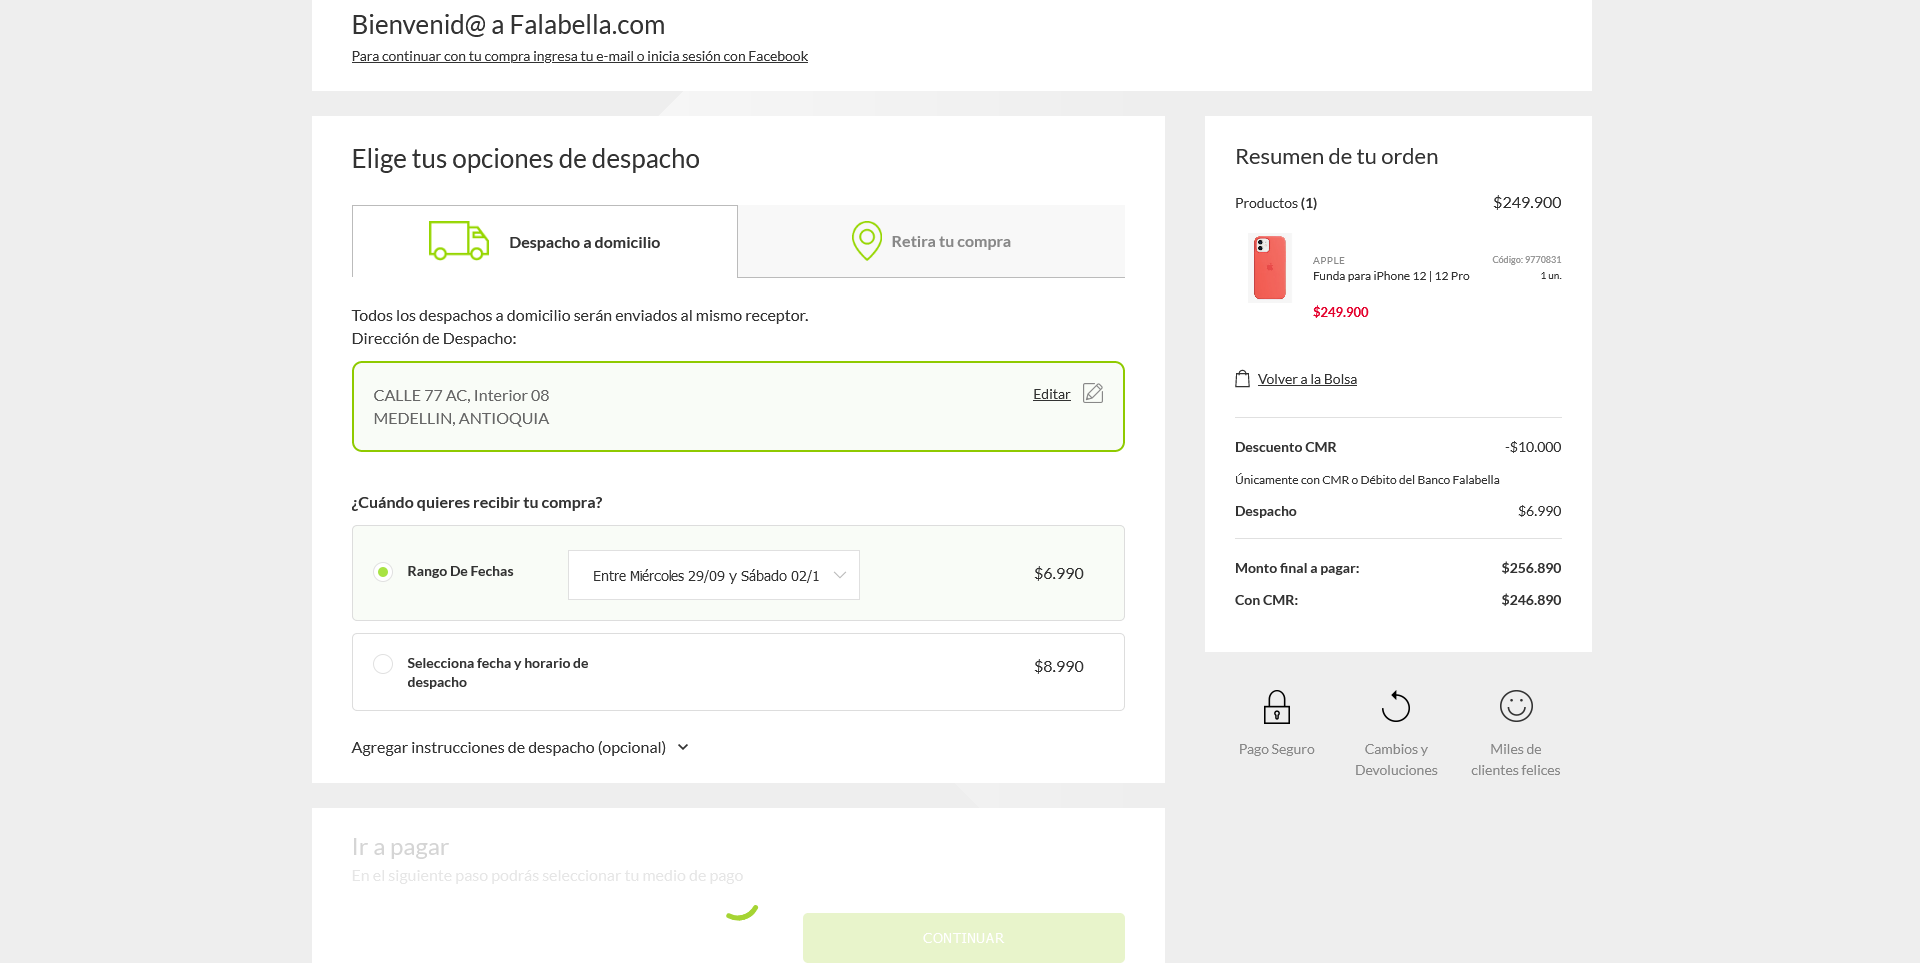 Bienvenid@ a Falabella.com
Para continuar con tu compra ingresa tu e-mail o inicia sesión con Facebook
Elige tus opciones de despacho
Despacho a domicilio
Retira tu compra
Todos los despachos a domicilio serán enviados al mismo receptor.
Dirección de Despacho:
CALLE 77 AC, Interior 08
MEDELLIN, ANTIOQUIA
Editar
¿Cuándo quieres recibir tu compra?
Rango De Fechas
Entre Miércoles 29/09 y Sábado 02/1
$6.990
Selecciona fecha y horario de
despacho
$8.990
Agregar instrucciones de despacho (opcional)
Ir a pagar
En el siguiente paso podrás seleccionar tu medio de pago
CONTINUAR
Resumen de tu orden
Productos (1) $249.900
APPLE
Código: 9770831
Funda para iPhone 12 | 12 Pro
1 un.
$249.900
Volver a la Bolsa
Descuento CMR -$10.000
Únicamente con CMR o Débito del Banco Falabella
Despacho $6.990
Monto final a pagar: $256.890
Con CMR: $246.890
Pago Seguro
Cambios y
Devoluciones
Miles de
clientes felices